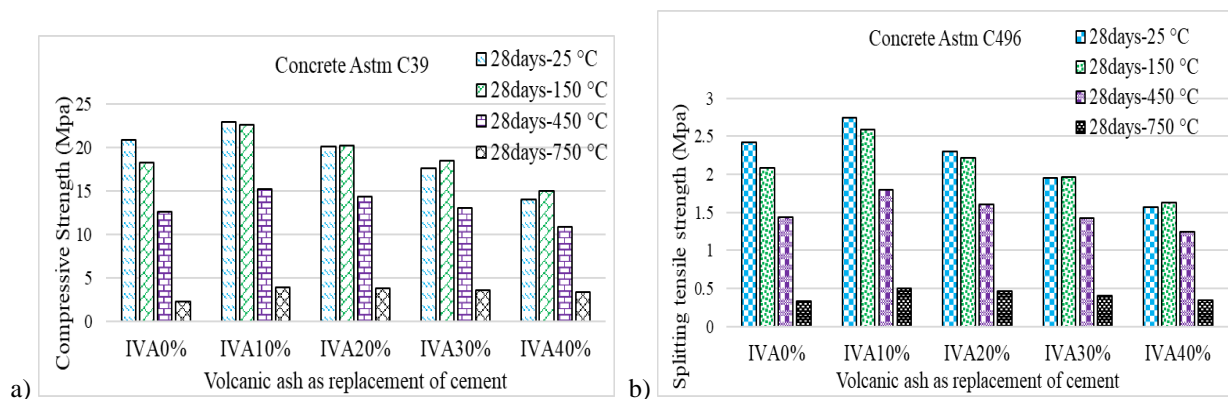 Concrete Astm C39
28days-25 °C
28days-150 °C
28days-450 °C
28days-750 °C
Compressive Strength (Mpa)
25
20
15
10
5
0
IVA0% IVA10% IVA20% IVA30% IVA40%
Volcanic ash as replacement of cement
a)
Concrete Astm C496
28days-25 °C
28days-150 °C
28days-450 °C
28days-750 °C
Splitting tensile strength (Mpa)
3
2.5
2
1.5
1
0.5
0
IVA0% IVA10% IVA20% IVA30% IVA40%
Volcanic ash as replacement of cement
b)